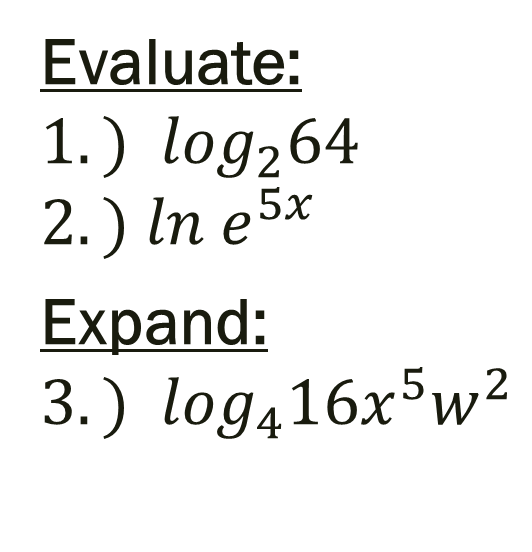 Evaluate:
1.) log₂64
2.) ln e⁵ˣ
Expand:
3.) log₄16x⁵w²